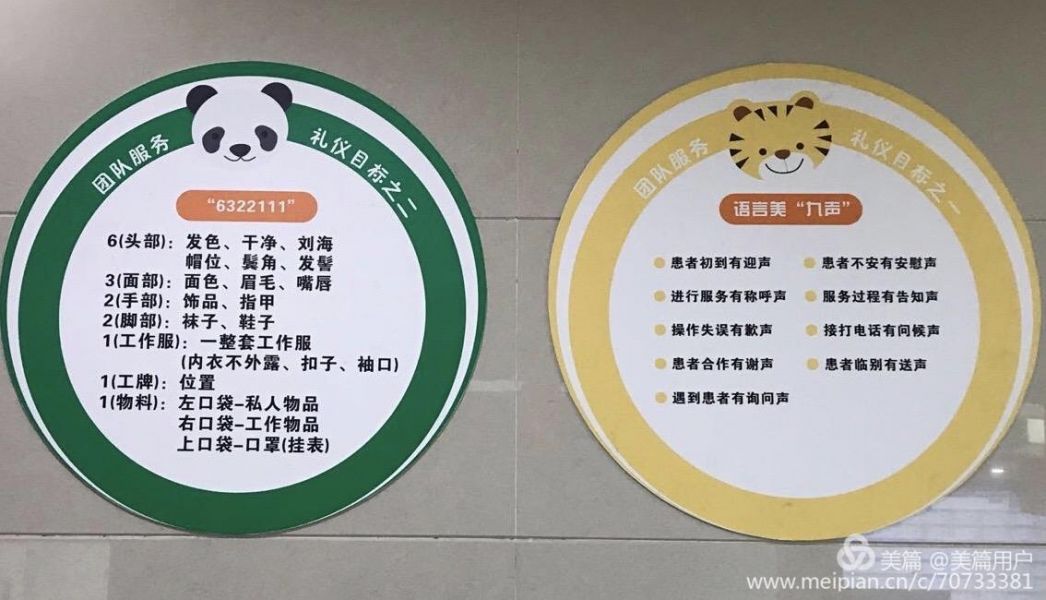 团队服务 礼仪目标之二
“6322111”
6(头部)：发色、干净、刘海
帽位、鬓角、发髻
3(面部)：面色、眉毛、嘴唇
2(手部)：饰品、指甲
2(脚部)：袜子、鞋子
1(工作服)：一整套工作服
(内衣不外露、扣子、袖口)
1(工牌)：位置
1(物料)：左口袋-私人物品
右口袋-工作物品
上口袋-口罩(挂表)
团队服务 礼仪目标之一
语言美“九声”
患者初到有迎声
进行服务有称呼声
操作失误有歉声
患者合作有谢声
遇到患者有询问声
患者不安有安慰声
服务过程有告知声
接打电话有问候声
患者临别有送声
美篇 @美篇用户
www.meipian.cn/c/70733381